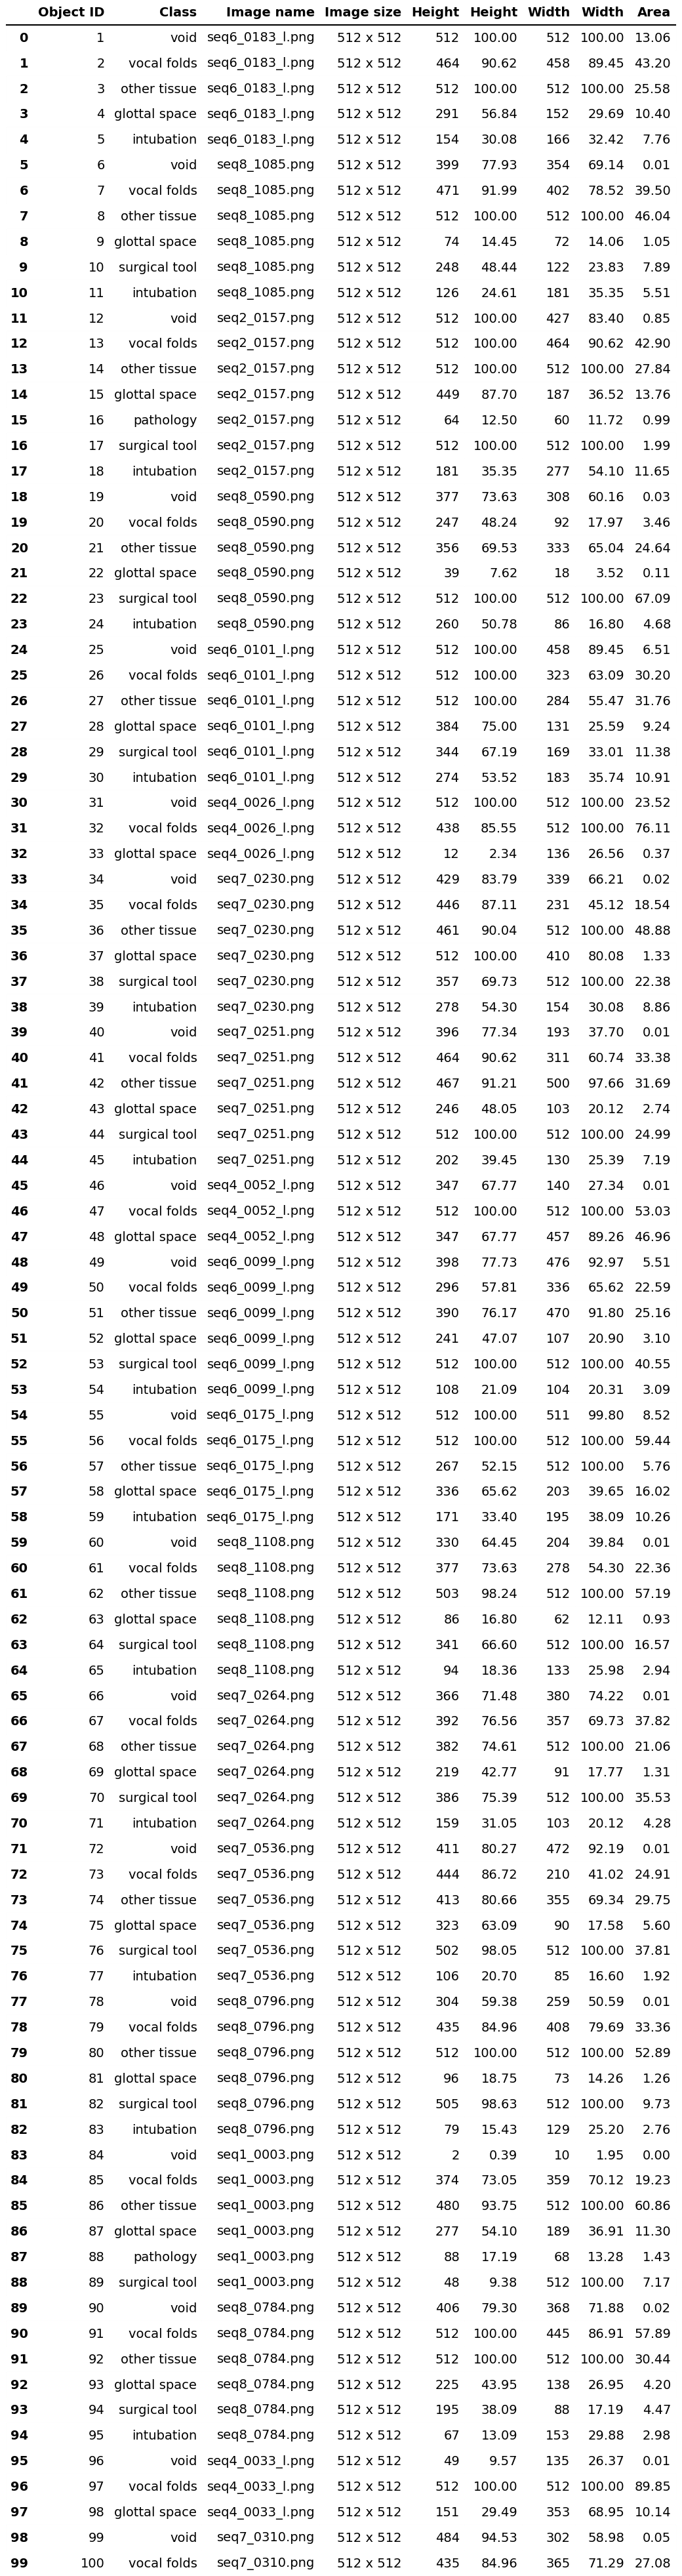 Object ID Class Image name Image size Height Height Width Width Area
0 1 void seq6_0183_l.png 512 x 512 512 100.00 512 100.00 13.06
1 2 vocal folds seq6_0183_l.png 512 x 512 464 90.62 458 89.45 43.20
2 3 other tissue seq6_0183_l.png 512 x 512 512 100.00 512 100.00 25.58
3 4 glottal space seq6_0183_l.png 512 x 512 291 56.84 152 29.69 10.40
4 5 intubation seq6_0183_l.png 512 x 512 154 30.08 166 32.42 7.76
5 6 void seq8_1085.png 512 x 512 399 77.93 354 69.14 0.01
6 7 vocal folds seq8_1085.png 512 x 512 471 91.99 402 78.52 39.50
7 8 other tissue seq8_1085.png 512 x 512 512 100.00 512 100.00 46.04
8 9 glottal space seq8_1085.png 512 x 512 74 14.45 72 14.06 1.05
9 10 surgical tool seq8_1085.png 512 x 512 248 48.44 122 23.83 7.89
10 11 intubation seq8_1085.png 512 x 512 126 24.61 181 35.35 5.51
11 12 void seq2_0157.png 512 x 512 512 100.00 427 83.40 0.85
12 13 vocal folds seq2_0157.png 512 x 512 512 100.00 464 90.62 42.90
13 14 other tissue seq2_0157.png 512 x 512 512 100.00 512 100.00 27.84
14 15 glottal space seq2_0157.png 512 x 512 449 87.70 187 36.52 13.76
15 16 pathology seq2_0157.png 512 x 512 64 12.50 60 11.72 0.99
16 17 surgical tool seq2_0157.png 512 x 512 512 100.00 512 100.00 1.99
17 18 intubation seq2_0157.png 512 x 512 181 35.35 277 54.10 11.65
18 19 void seq8_0590.png 512 x 512 377 73.63 308 60.16 0.03
19 20 vocal folds seq8_0590.png 512 x 512 247 48.24 92 17.97 3.46
20 21 other tissue seq8_0590.png 512 x 512 356 69.53 333 65.04 24.64
21 22 glottal space seq8_0590.png 512 x 512 39 7.62 18 3.52 0.11
22 23 surgical tool seq8_0590.png 512 x 512 512 100.00 512 100.00 67.09
23 24 intubation seq8_0590.png 512 x 512 260 50.78 86 16.80 4.68
24 25 void seq6_0101_l.png 512 x 512 512 100.00 458 89.45 6.51
25 26 vocal folds seq6_0101_l.png 512 x 512 512 100.00 323 63.09 30.20
26 27 other tissue seq6_0101_l.png 512 x 512 512 100.00 284 55.47 31.76
27 28 glottal space seq6_0101_l.png 512 x 512 384 75.00 131 25.59 9.24
28 29 surgical tool seq6_0101_l.png 512 x 512 344 67.19 169 33.01 11.38
29 30 intubation seq6_0101_l.png 512 x 512 274 53.52 183 35.74 10.91
30 31 void seq4_0026_l.png 512 x 512 512 100.00 512 100.00 23.52
31 32 vocal folds seq4_0026_l.png 512 x 512 438 85.55 512 100.00 76.11
32 33 glottal space seq4_0026_l.png 512 x 512 12 2.34 136 26.56 0.37
33 34 void seq7_0230.png 512 x 512 429 83.79 339 66.21 0.02
34 35 vocal folds seq7_0230.png 512 x 512 446 87.11 231 45.12 18.54
35 36 other tissue seq7_0230.png 512 x 512 461 90.04 512 100.00 48.88
36 37 glottal space seq7_0230.png 512 x 512 512 100.00 410 80.08 1.33
37 38 surgical tool seq7_0230.png 512 x 512 357 69.73 512 100.00 22.38
38 39 intubation seq7_0230.png 512 x 512 278 54.30 154 30.08 8.86
39 40 void seq7_0251.png 512 x 512 396 77.34 193 37.70 0.01
40 41 vocal folds seq7_0251.png 512 x 512 464 90.62 311 60.74 33.38
41 42 other tissue seq7_0251.png 512 x 512 467 91.21 500 97.66 31.69
42 43 glottal space seq7_0251.png 512 x 512 246 48.05 103 20.12 2.74
43 44 surgical tool seq7_0251.png 512 x 512 512 100.00 512 100.00 24.99
44 45 intubation seq7_0251.png 512 x 512 202 39.45 130 25.39 7.19
45 46 void seq4_0052_l.png 512 x 512 347 67.77 140 27.34 0.01
46 47 vocal folds seq4_0052_l.png 512 x 512 512 100.00 512 100.00 53.03
47 48 glottal space seq4_0052_l.png 512 x 512 347 67.77 457 89.26 46.96
48 49 void seq6_0099_l.png 512 x 512 398 77.73 476 92.97 5.51
49 50 vocal folds seq6_0099_l.png 512 x 512 296 57.81 336 65.62 22.59
50 51 other tissue seq6_0099_l.png 512 x 512 390 76.17 470 91.80 25.16
51 52 glottal space seq6_0099_l.png 512 x 512 241 47.07 107 20.90 3.10
52 53 surgical tool seq6_0099_l.png 512 x 512 512 100.00 512 100.00 40.55
53 54 intubation seq6_0099_l.png 512 x 512 108 21.09 104 20.31 3.09
54 55 void seq6_0175_l.png 512 x 512 512 100.00 511 99.80 8.52
55 56 vocal folds seq6_0175_l.png 512 x 512 512 100.00 512 100.00 59.44
56 57 other tissue seq6_0175_l.png 512 x 512 267 52.15 512 100.00 5.76
57 58 glottal space seq6_0175_l.png 512 x 512 336 65.62 203 39.65 16.02
58 59 intubation seq6_0175_l.png 512 x 512 171 33.40 195 38.09 10.26
59 60 void seq8_1108.png 512 x 512 330 64.45 204 39.84 0.01
60 61 vocal folds seq8_1108.png 512 x 512 377 73.63 278 54.30 22.36
61 62 other tissue seq8_1108.png 512 x 512 503 98.24 512 100.00 57.19
62 63 glottal space seq8_1108.png 512 x 512 86 16.80 62 12.11 0.93
63 64 surgical tool seq8_1108.png 512 x 512 341 66.60 512 100.00 16.57
64 65 intubation seq8_1108.png 512 x 512 94 18.36 133 25.98 2.94
65 66 void seq7_0264.png 512 x 512 366 71.48 380 74.22 0.01
66 67 vocal folds seq7_0264.png 512 x 512 392 76.56 357 69.73 37.82
67 68 other tissue seq7_0264.png 512 x 512 382 74.61 512 100.00 21.06
68 69 glottal space seq7_0264.png 512 x 512 219 42.77 91 17.77 1.31
69 70 surgical tool seq7_0264.png 512 x 512 386 75.39 512 100.00 35.53
70 71 intubation seq7_0264.png 512 x 512 159 31.05 103 20.12 4.28
71 72 void seq7_0536.png 512 x 512 411 80.27 472 92.19 0.01
72 73 vocal folds seq7_0536.png 512 x 512 444 86.72 210 41.02 24.91
73 74 other tissue seq7_0536.png 512 x 512 413 80.66 355 69.34 29.75
74 75 glottal space seq7_0536.png 512 x 512 323 63.09 90 17.58 5.60
75 76 surgical tool seq7_0536.png 512 x 512 502 98.05 512 100.00 37.81
76 77 intubation seq7_0536.png 512 x 512 106 20.70 85 16.60 1.92
77 78 void seq8_0796.png 512 x 512 304 59.38 259 50.59 0.01
78 79 vocal folds seq8_0796.png 512 x 512 435 84.96 408 79.69 33.36
79 80 other tissue seq8_0796.png 512 x 512 512 100.00 512 100.00 52.89
80 81 glottal space seq8_0796.png 512 x 512 96 18.75 73 14.26 1.26
81 82 surgical tool seq8_0796.png 512 x 512 505 98.63 512 100.00 9.73
82 83 intubation seq8_0796.png 512 x 512 79 15.43 129 25.20 2.76
83 84 void seq1_0003.png 512 x 512 2 0.39 10 1.95 0.00
84 85 vocal folds seq1_0003.png 512 x 512 374 73.05 359 70.12 19.23
85 86 other tissue seq1_0003.png 512 x 512 480 93.75 512 100.00 60.86
86 87 glottal space seq1_0003.png 512 x 512 277 54.10 189 36.91 11.30
87 88 pathology seq1_0003.png 512 x 512 88 17.19 68 13.28 1.43
88 89 surgical tool seq1_0003.png 512 x 512 48 9.38 512 100.00 7.17
89 90 void seq8_0784.png 512 x 512 406 79.30 368 71.88 0.02
90 91 vocal folds seq8_0784.png 512 x 512 512 100.00 445 86.91 57.89
91 92 other tissue seq8_0784.png 512 x 512 512 100.00 512 100.00 30.44
92 93 glottal space seq8_0784.png 512 x 512 225 43.95 138 26.95 4.20
93 94 surgical tool seq8_0784.png 512 x 512 195 38.09 88 17.19 4.47
94 95 intubation seq8_0784.png 512 x 512 67 13.09 153 29.88 2.98
95 96 void seq4_0033_l.png 512 x 512 49 9.57 135 26.37 0.01
96 97 vocal folds seq4_0033_l.png 512 x 512 512 100.00 512 100.00 89.85
97 98 glottal space seq4_0033_l.png 512 x 512 151 29.49 353 68.95 10.14
98 99 void seq7_0310.png 512 x 512 484 94.53 302 58.98 0.05
99 100 vocal folds seq7_0310.png 512 x 512 435 84.96 365 71.29 27.08